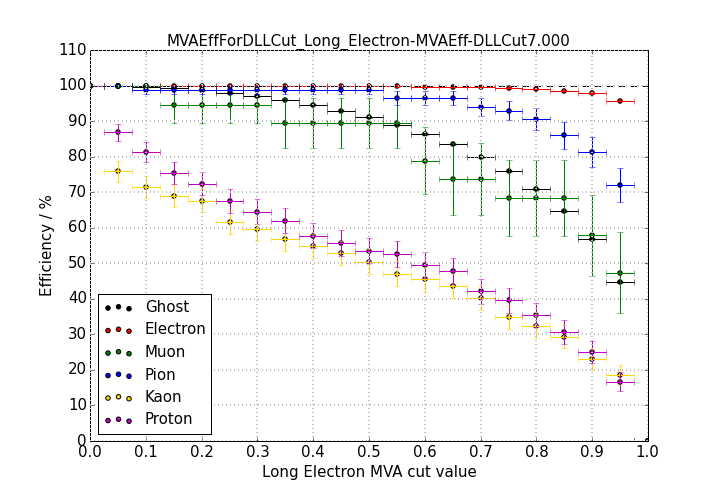 MVAEffForDLLCut_Long_Electron-MVAEff-DLLCut7.000
110
100
90
80
70
60
50
40
30
20
10
0
Efficiency / %
Ghost
Electron
Muon
Pion
Kaon
Proton
0.0 0.1 0.2 0.3 0.4 0.5 0.6 0.7 0.8 0.9 1.0
Long Electron MVA cut value